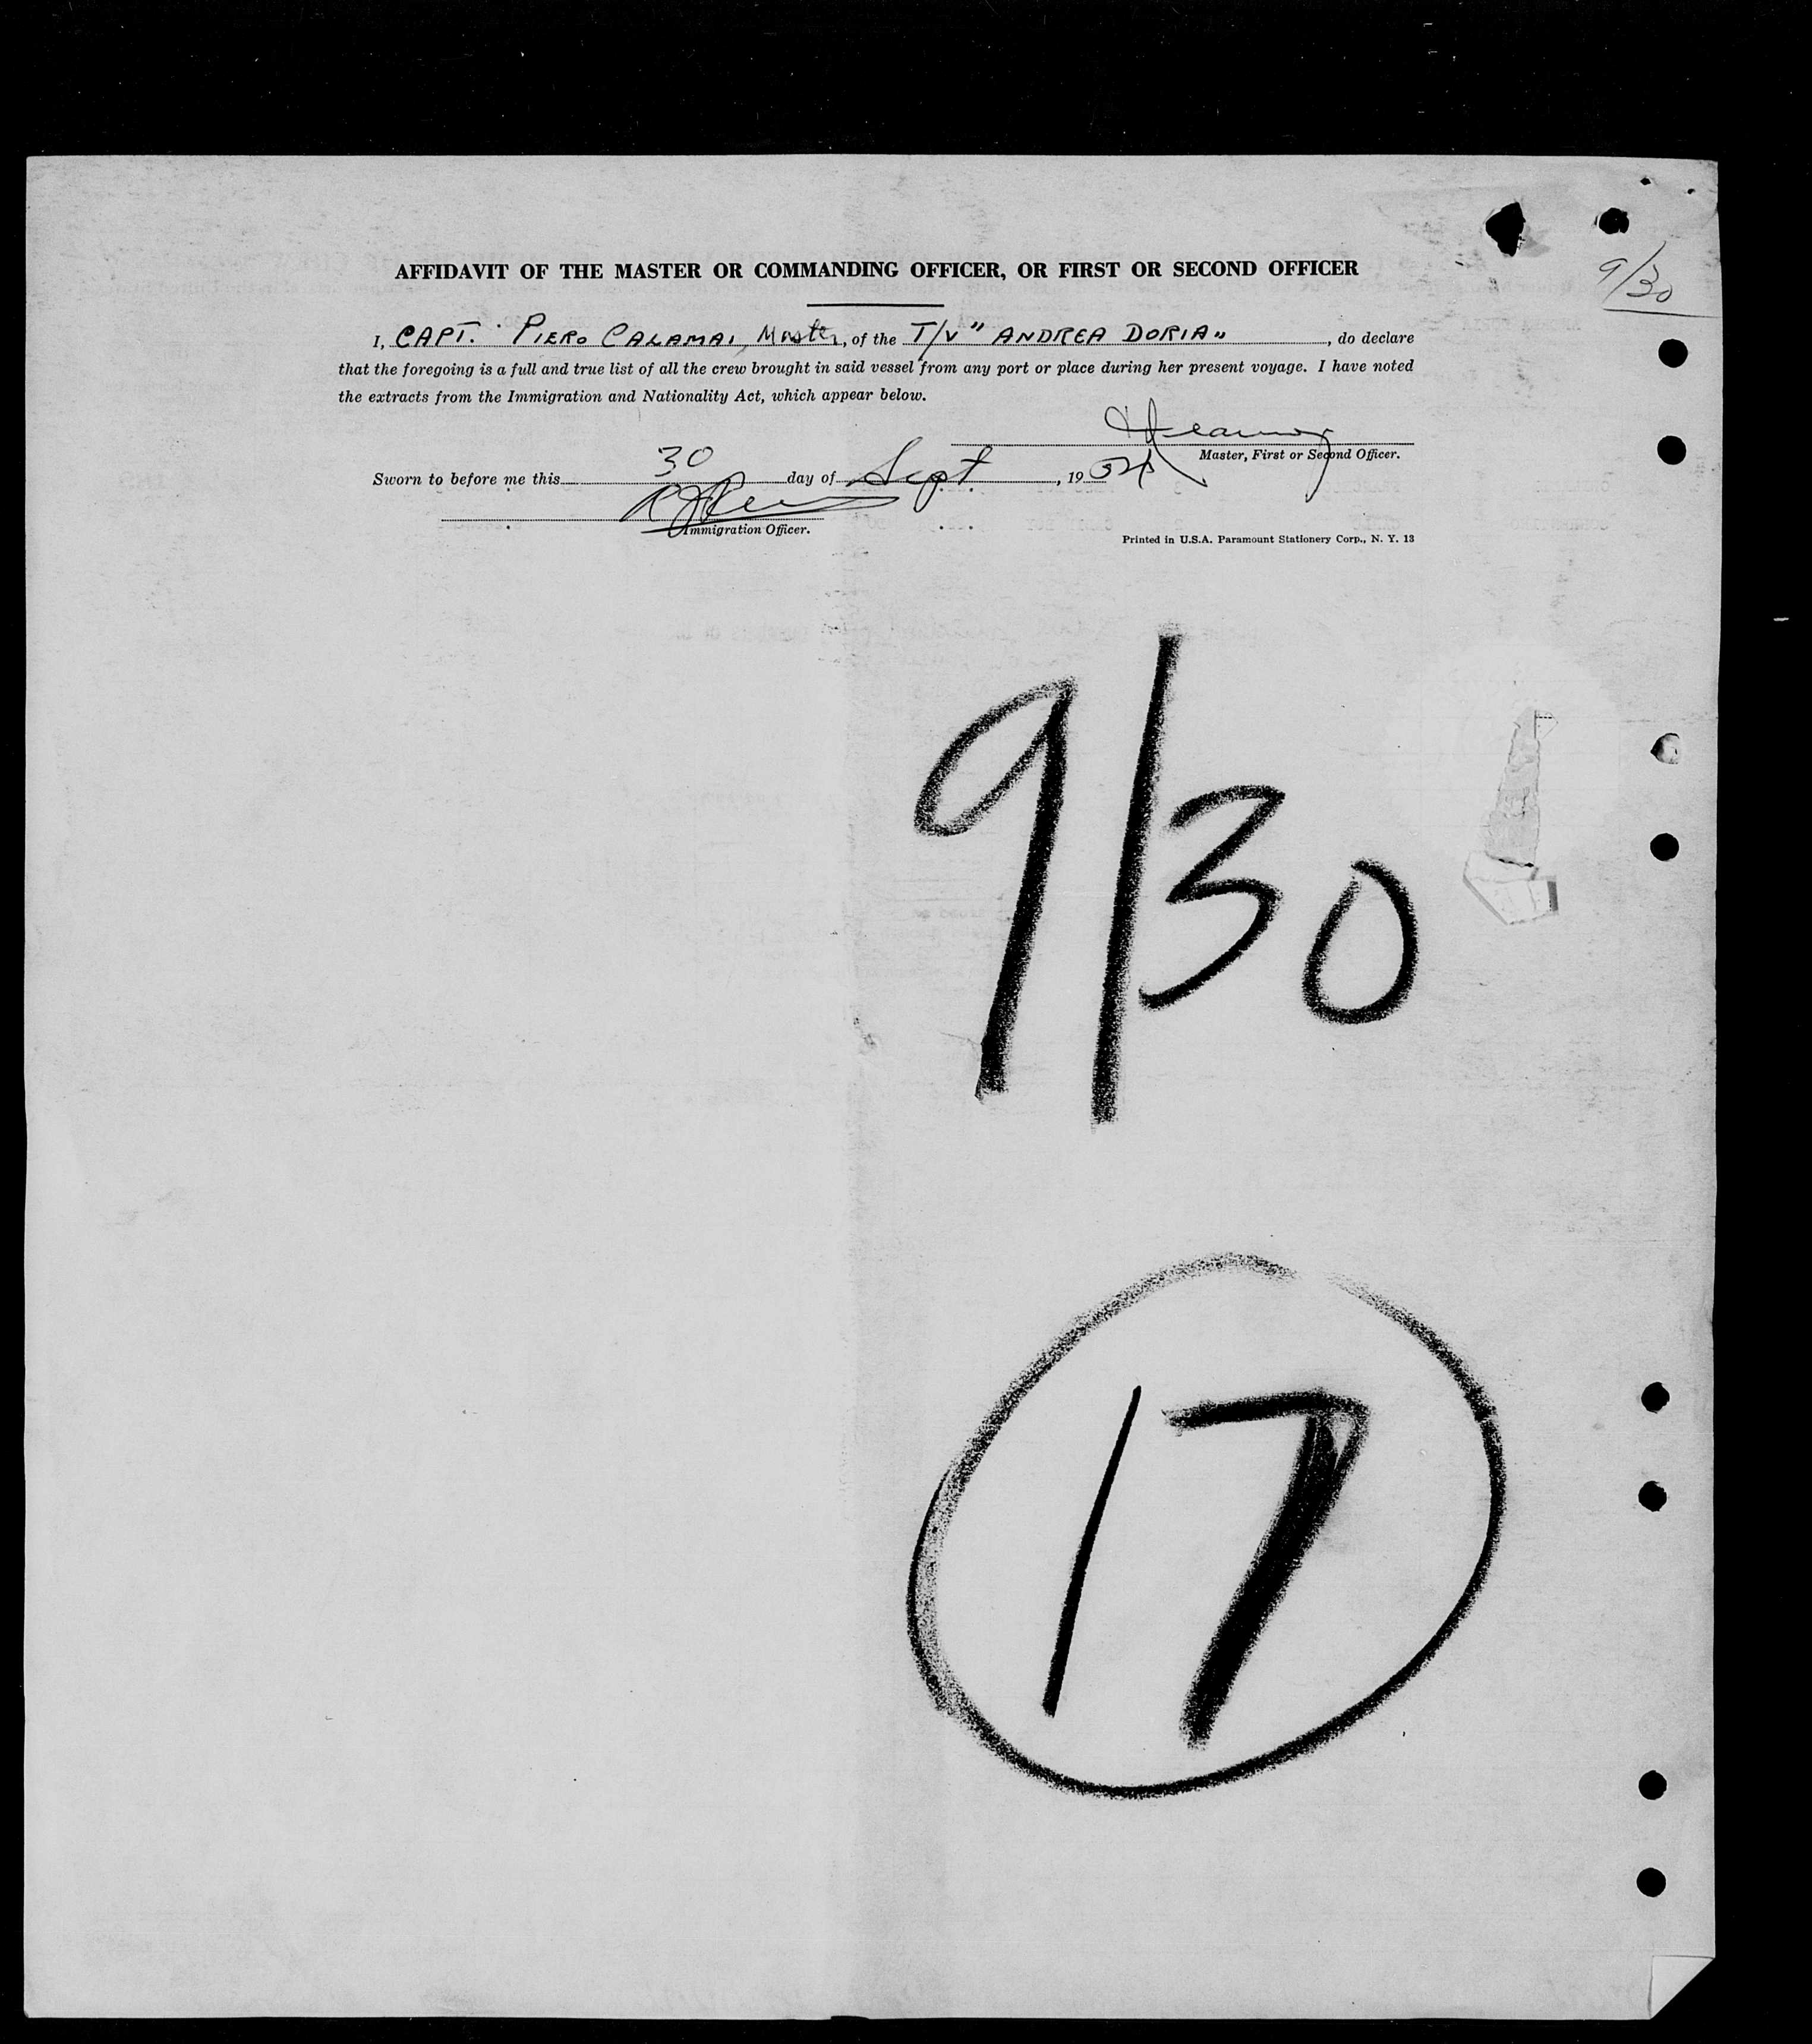 AFFIDAVIT OF THE MASTER OR COMMANDING OFFICER, OR FIRST OR SECOND OFFICER
9/30
I, CAPT. PIERO CALAMAI, Master, of the T/V "ANDREA DORIA", do declare
that the foregoing is a full and true list of all the crew brought in said vessel from any port or place during her present voyage. I have noted
the extracts from the Immigration and Nationality Act, which appear below.
Master, First or Second Officer.
Sworn to before me this 30 day of Sept, 1954
Immigration Officer.
Printed in U.S.A. Paramount Stationery Corp., N. Y. 13
9/30
17